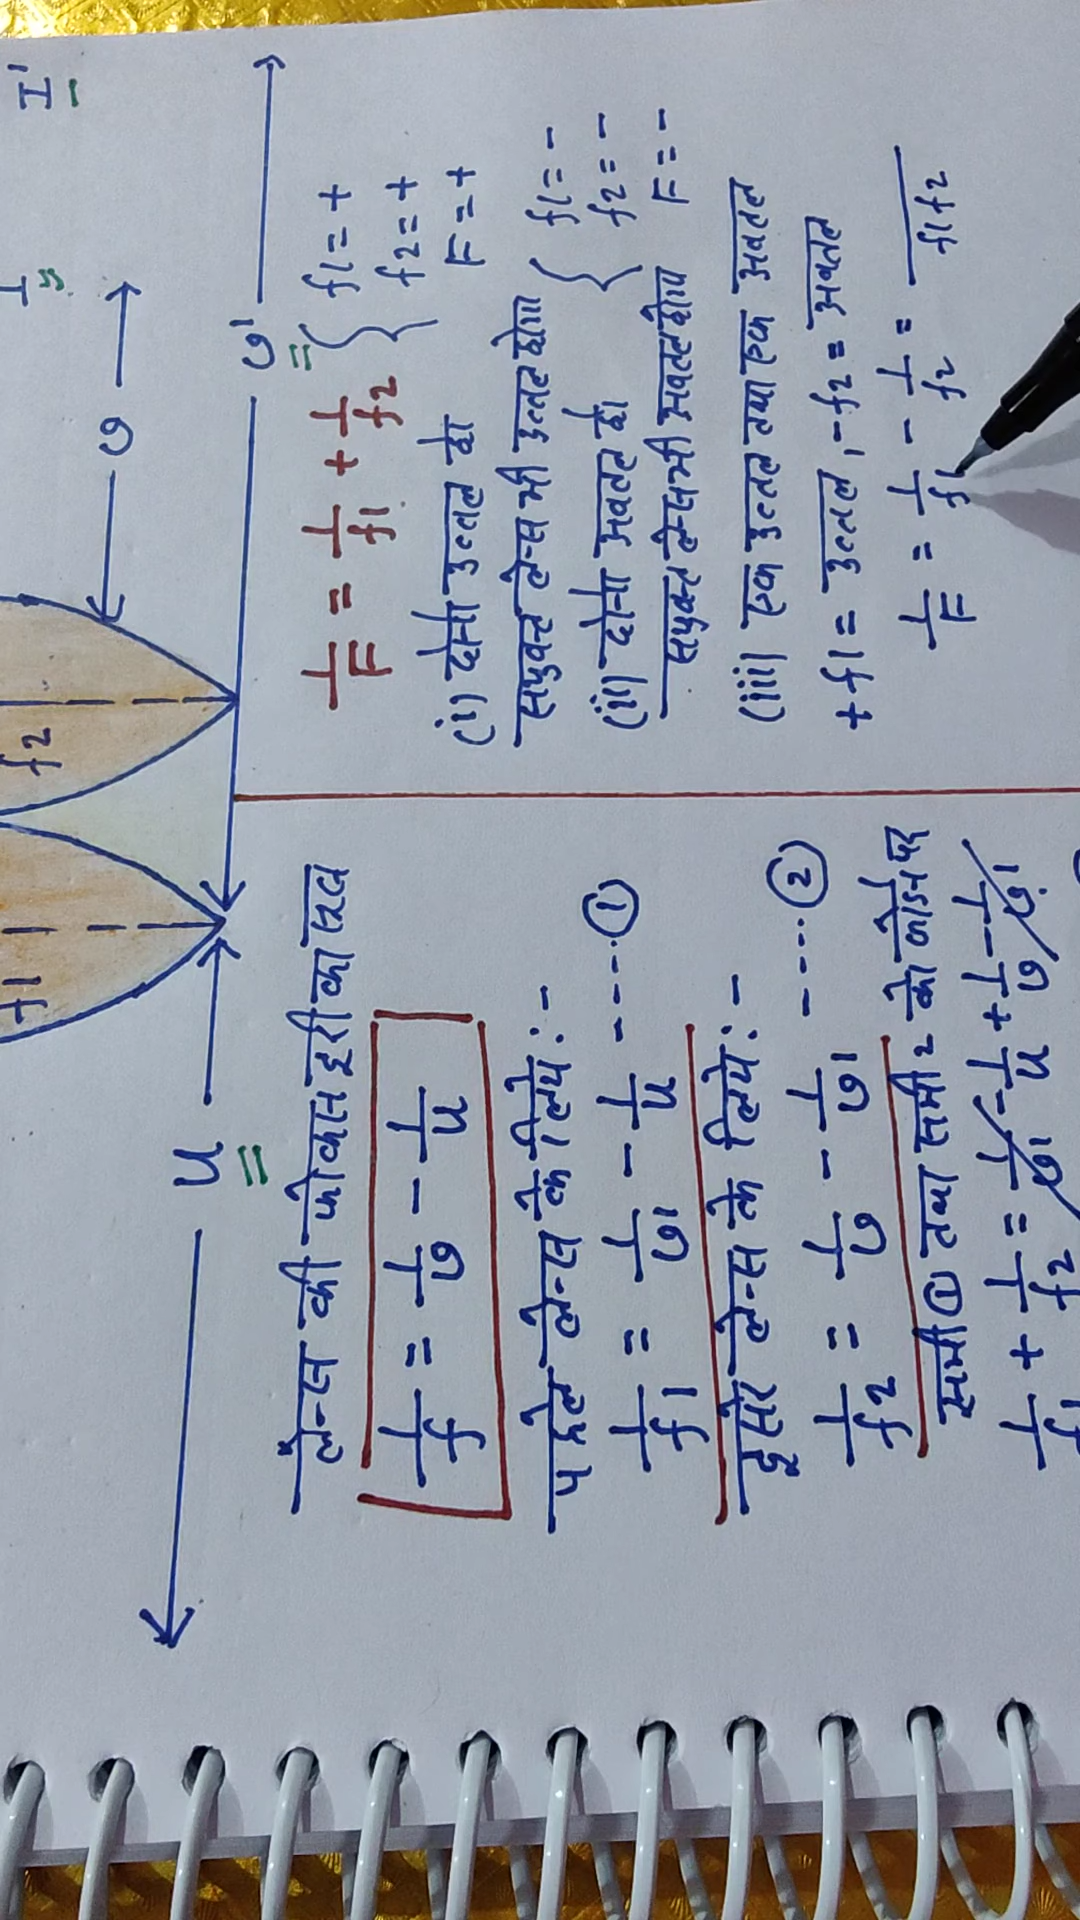 I'
I
v
v'
u
f1
f2
लेन्स की फोकस दूरी का सूत्र
1/f = 1/v - 1/u
पहले लेन्स के लिये :-
1/f1 = 1/v' - 1/u ----- ①
दूसरे लेन्स के लिये :-
1/f2 = 1/v - 1/v' ----- ②
समी① तथा समी2 को जोडने पर
1/f1 + 1/f2 = 1/v' - 1/u + 1/v - 1/v'
1/F = 1/f1 + 1/f2
f1 = +
f2 = +
F = +
(i) दोनो उत्तल हो
संयुक्त लेन्स भी उत्तल होगा
f1 = -
f2 = -
F = -
(ii) दोनो अवतल हो
संयुक्त लेन्स भी अवतल होगा
(iii) एक उत्तल तथा एक अवतल
+ f1 = उत्तल, - f2 = अवतल
1/F = 1/f1 - 1/f2 = /f1f2